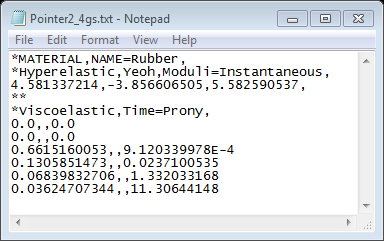 Pointer2_4gs.txt - Notepad
File Edit Format View Help
*MATERIAL,NAME=Rubber,
*Hyperelastic,Yeoh,Moduli=Instantaneous,
4.581337214,-3.856606505,5.582590537,
**
*Viscoelastic,Time=Prony,
0.0,,0.0
0.0,,0.0
0.6615160053,,9.120339978E-4
0.1305851473,,0.0237100535
0.06839832706,,1.332033168
0.03624707344,,11.30644148